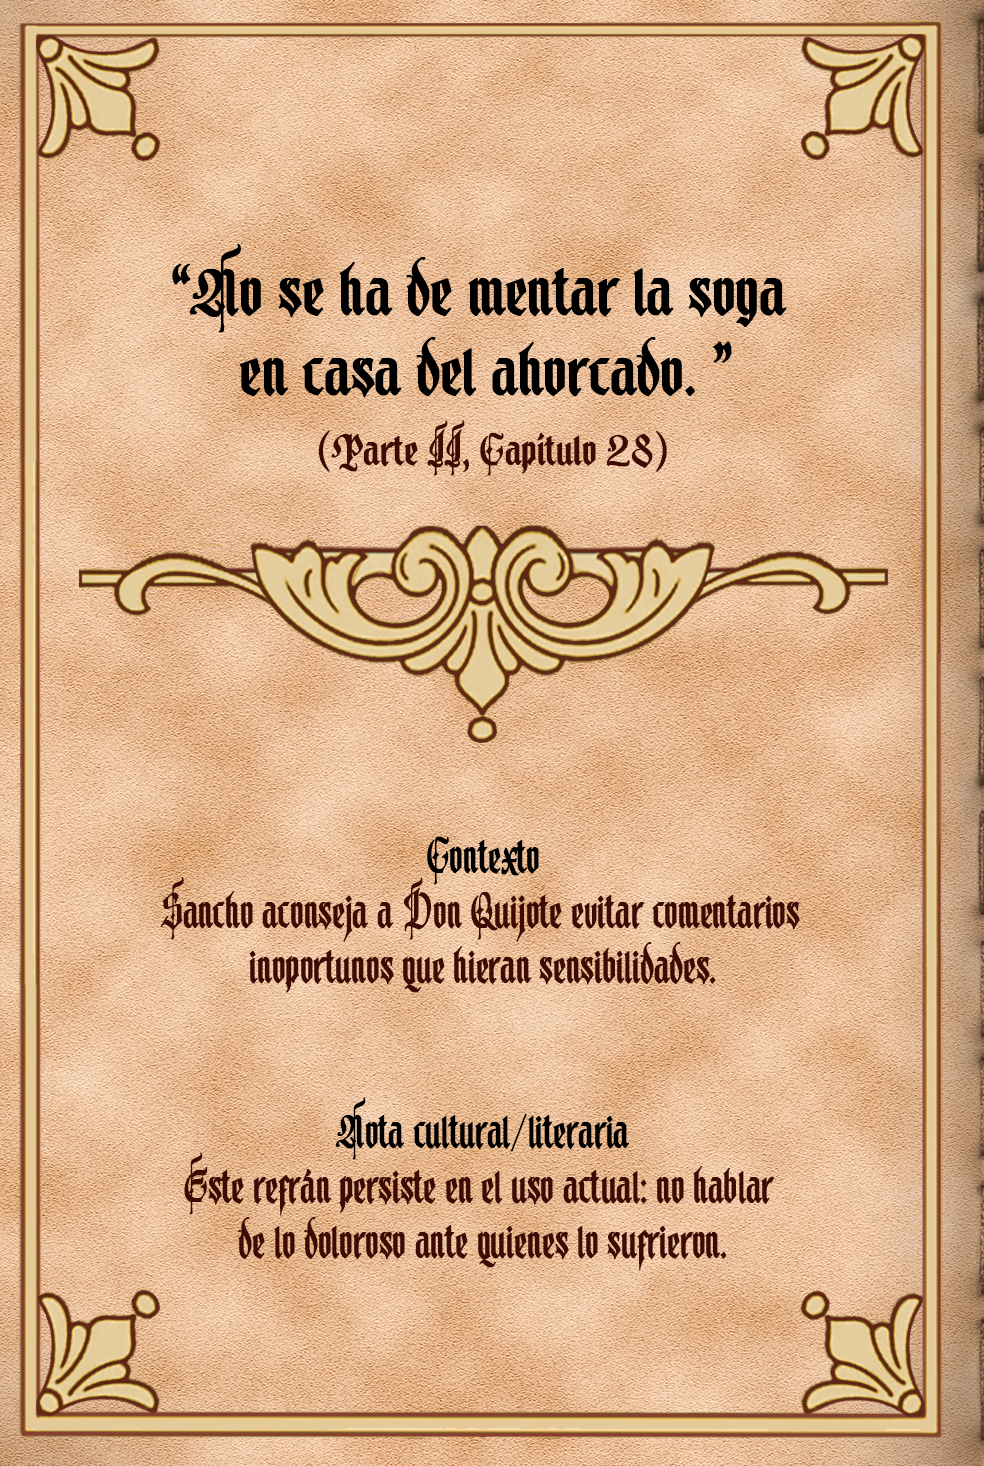 “No se ha de mentar la soga
en casa del ahorcado. ”
(Parte II, Capítulo 28)
Contexto
Sancho aconseja a Don Quijote evitar comentarios
inoportunos que hieran sensibilidades.
Nota cultural/literaria
Este refrán persiste en el uso actual: no hablar
de lo doloroso ante quienes lo sufrieron.